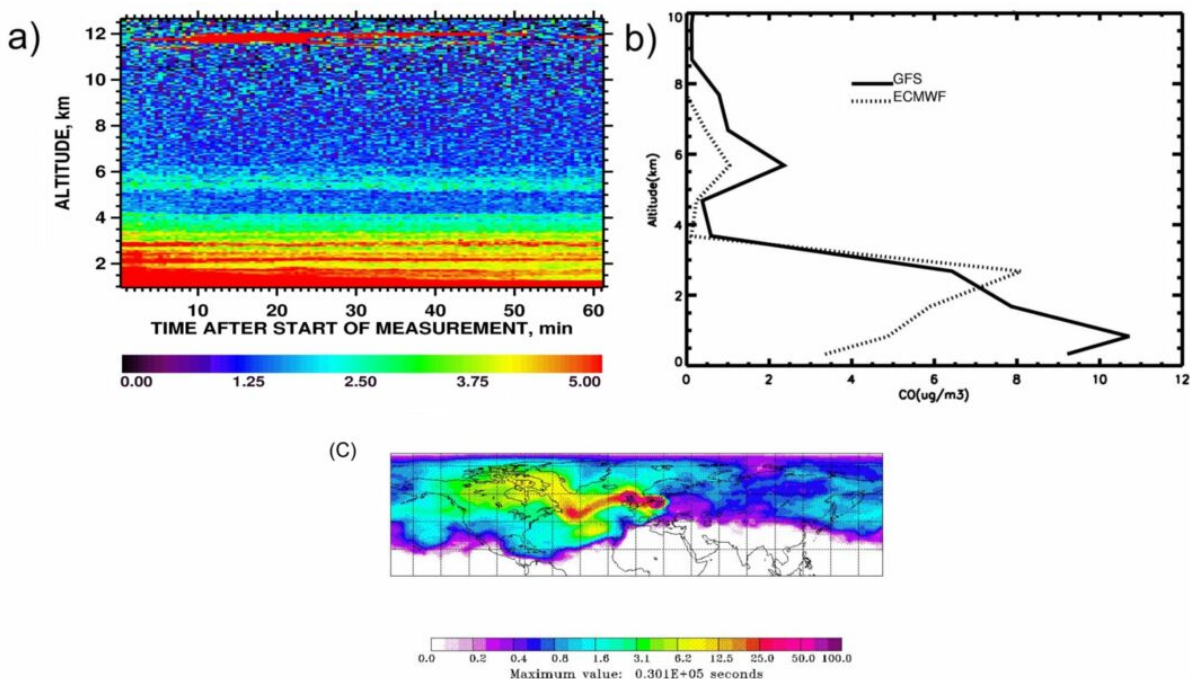 a)
12
10
8
6
4
2
ALTITUDE, km
10 20 30 40 50 60
TIME AFTER START OF MEASUREMENT, min
0.00 1.25 2.50 3.75 5.00
b)
10
8
6
4
2
0
Altitude(km)
GFS
ECMWF
0 2 4 6 8 10 12
CO(ug/m3)
(C)
0.0 0.2 0.4 0.8 1.6 3.1 6.2 12.5 25.0 50.0 100.0
Maximum value: 0.301E+05 seconds